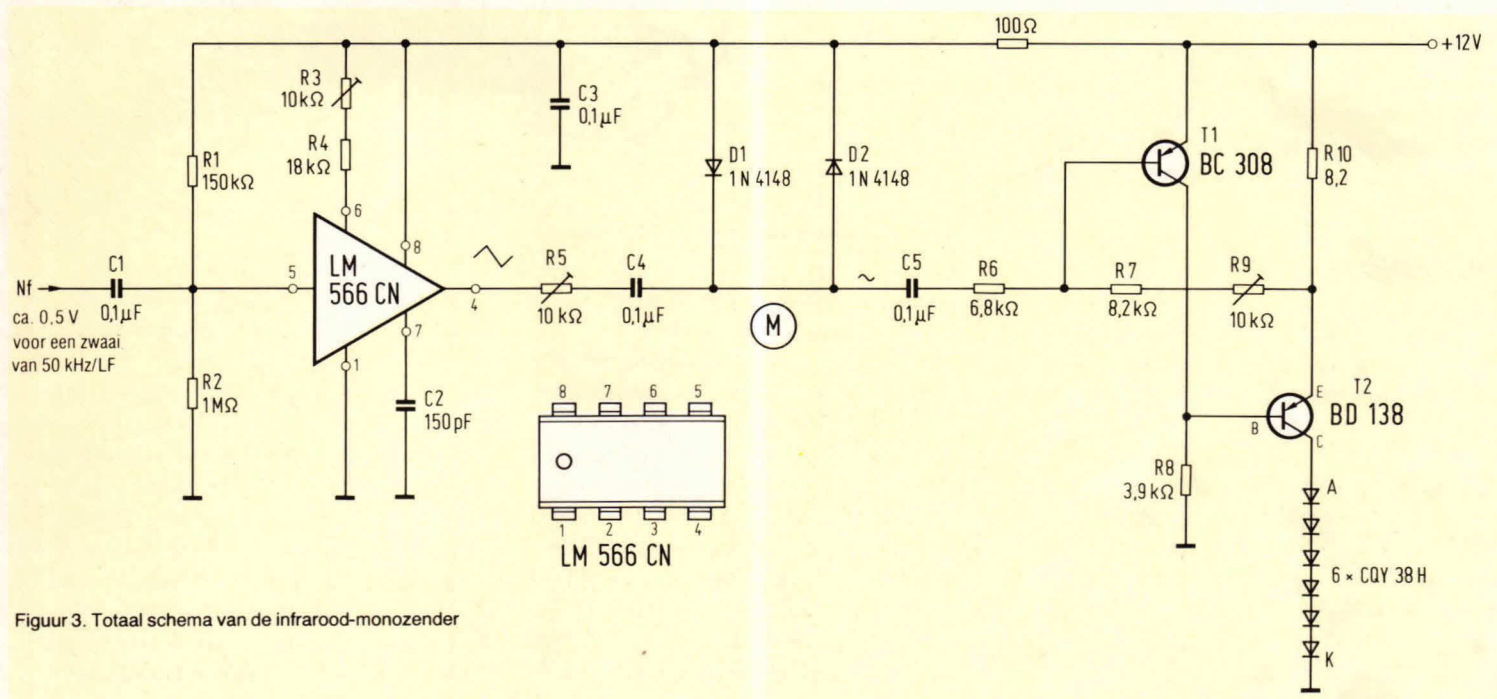 100Ω
+12V
R3
10kΩ
C3
0,1µF
R1
150kΩ
R4
18kΩ
D1
1N4148
D2
1N4148
T1
BC 308
R10
8,2
6
8
Nf
C1
0,1µF
5
LM
566 CN
4
R5
10kΩ
C4
0,1µF
~
C5
0,1µF
R6
6,8kΩ
R7
8,2kΩ
R9
10kΩ
M
ca. 0,5 V
voor een zwaai
van 50 kHz/LF
7
1
R2
1MΩ
C2
150pF
8 7 6 5
1 2 3 4
LM 566 CN
E
B
C
T2
BD 138
R8
3,9kΩ
A
6 × CQY 38H
K
Figuur 3. Totaal schema van de infrarood-monozender